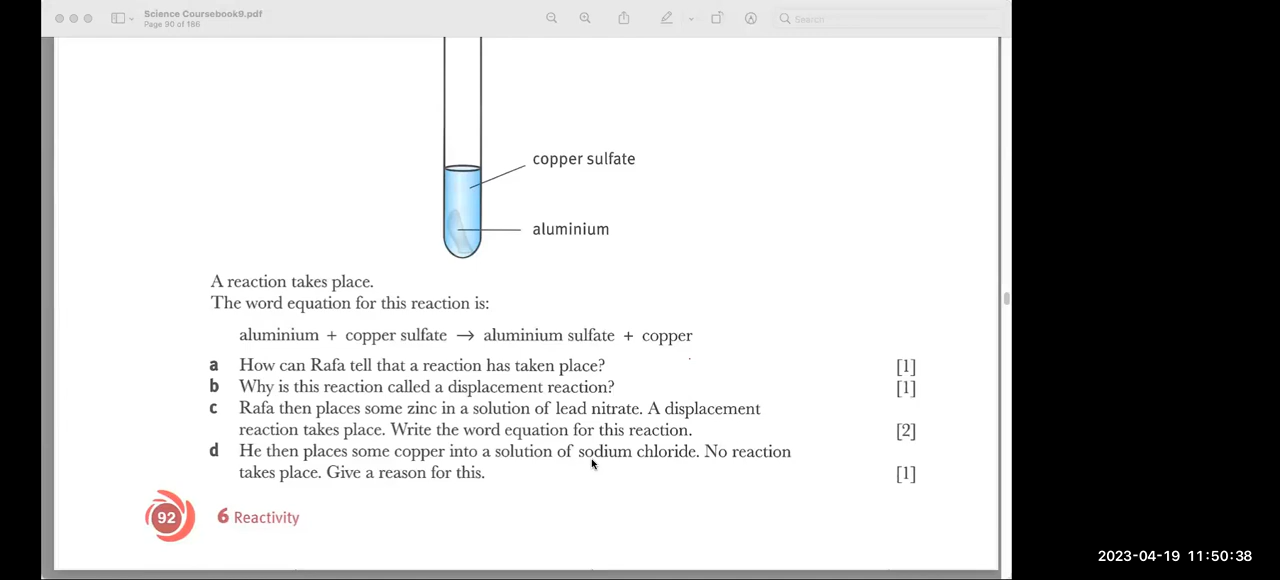 Science Coursebook9.pdf
Page 90 of 186
Search
copper sulfate
aluminium
A reaction takes place.
The word equation for this reaction is:
aluminium + copper sulfate → aluminium sulfate + copper
a How can Rafa tell that a reaction has taken place? [1]
b Why is this reaction called a displacement reaction? [1]
c Rafa then places some zinc in a solution of lead nitrate. A displacement
reaction takes place. Write the word equation for this reaction. [2]
d He then places some copper into a solution of sodium chloride. No reaction
takes place. Give a reason for this. [1]
92 6 Reactivity
2023-04-19 11:50:38